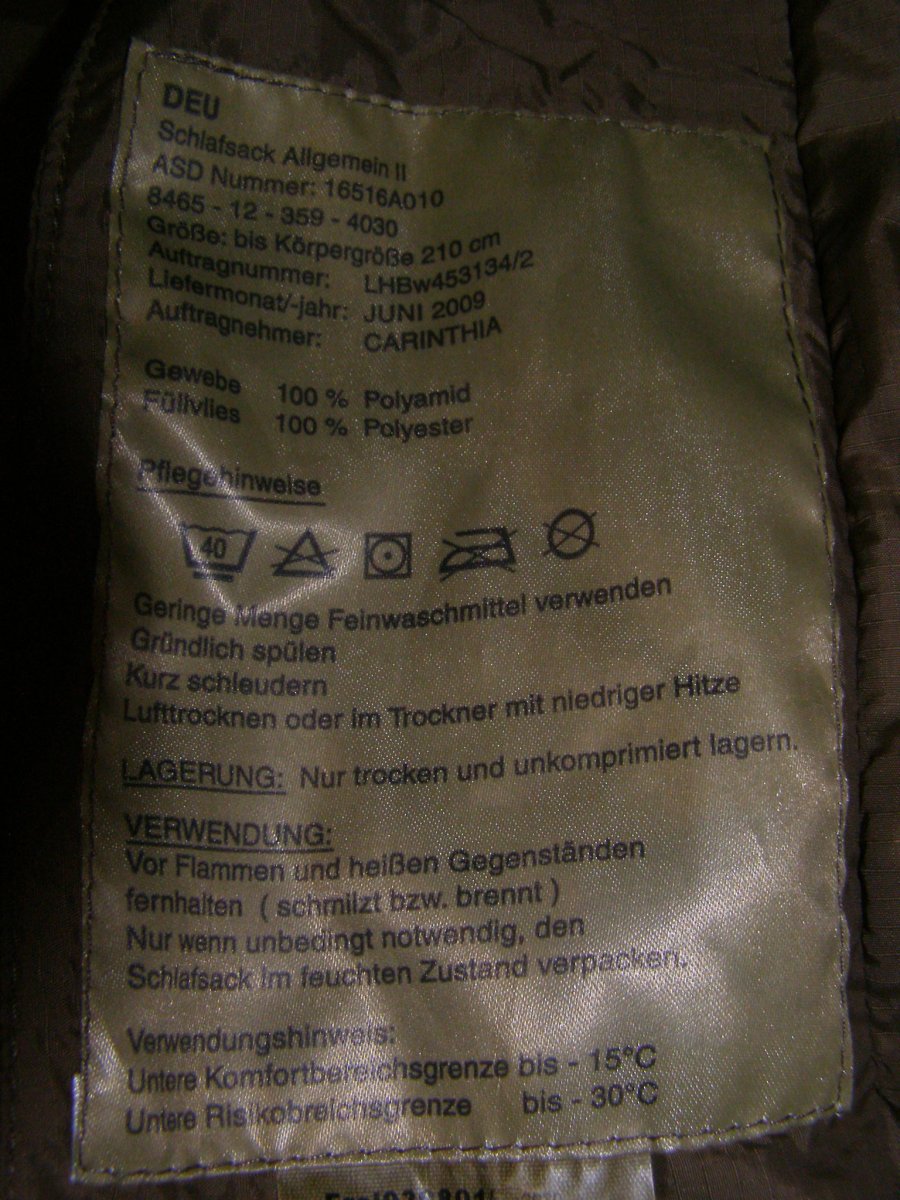 DEU
Schlafsack Allgemein II
ASD Nummer: 16516A010
8465 - 12 - 359 - 4030
Größe: bis Körpergröße 210 cm
Auftragnummer: LHBw453134/2
Liefermonat/-jahr: JUNI 2009
Auftragnehmer: CARINTHIA
Gewebe 100 % Polyamid
Füllvlies 100 % Polyester
Pflegehinweise
40
Geringe Menge Feinwaschmittel verwenden
Gründlich spülen
Kurz schleudern
Lufttrocknen oder im Trockner mit niedriger Hitze
LAGERUNG: Nur trocken und unkomprimiert lagern.
VERWENDUNG:
Vor Flammen und heißen Gegenständen
fernhalten ( schmilzt bzw. brennt )
Nur wenn unbedingt notwendig, den
Schlafsack im feuchten Zustand verpacken.
Verwendungshinweis:
Untere Komfortbereichsgrenze bis - 15°C
Untere Risikobreichsgrenze bis - 30°C